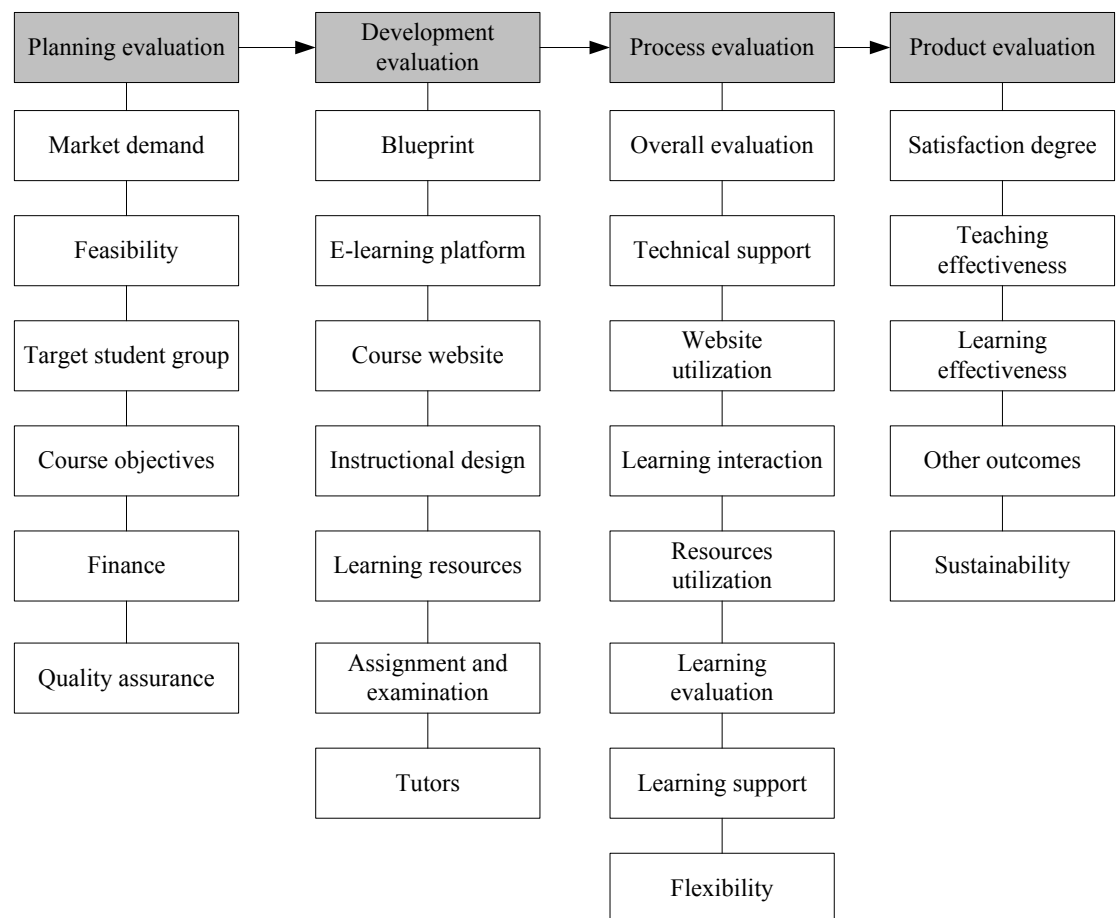 Planning evaluation
Development
evaluation
Process evaluation
Product evaluation
Market demand
Feasibility
Target student group
Course objectives
Finance
Quality assurance
Blueprint
E-learning platform
Course website
Instructional design
Learning resources
Assignment and
examination
Tutors
Overall evaluation
Technical support
Website
utilization
Learning interaction
Resources
utilization
Learning
evaluation
Learning support
Flexibility
Satisfaction degree
Teaching
effectiveness
Learning
effectiveness
Other outcomes
Sustainability